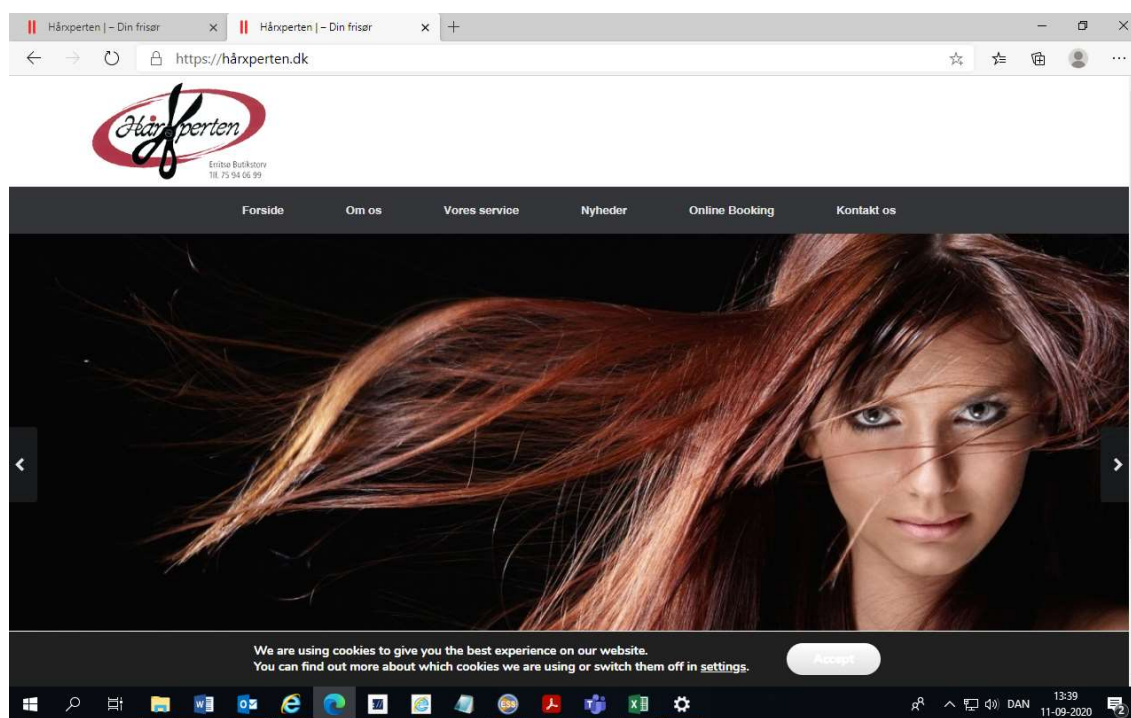 Hårxperten | – Din frisør
Hårxperten | – Din frisør
https://hårxperten.dk
Hårxperten
Erritsø Butikstorv
Tlf. 75 94 06 99
Forside Om os Vores service Nyheder Online Booking Kontakt os
We are using cookies to give you the best experience on our website.
You can find out more about which cookies we are using or switch them off in settings.
Accept
DAN
13:39
11-09-2020
2